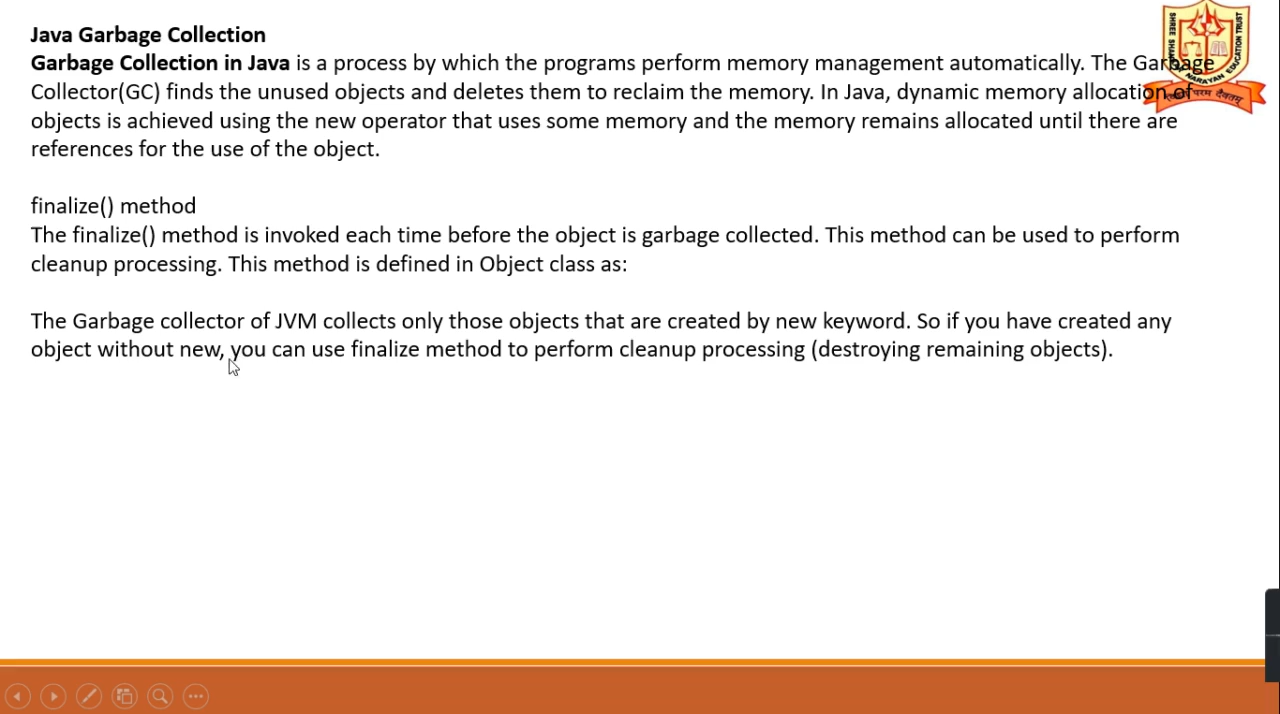 Java Garbage Collection
Garbage Collection in Java is a process by which the programs perform memory management automatically. The Garbage
Collector(GC) finds the unused objects and deletes them to reclaim the memory. In Java, dynamic memory allocation of
objects is achieved using the new operator that uses some memory and the memory remains allocated until there are
references for the use of the object.
finalize() method
The finalize() method is invoked each time before the object is garbage collected. This method can be used to perform
cleanup processing. This method is defined in Object class as:
The Garbage collector of JVM collects only those objects that are created by new keyword. So if you have created any
object without new, you can use finalize method to perform cleanup processing (destroying remaining objects).
NARAYAN EDUCATION TRUST
परम दैवतम्